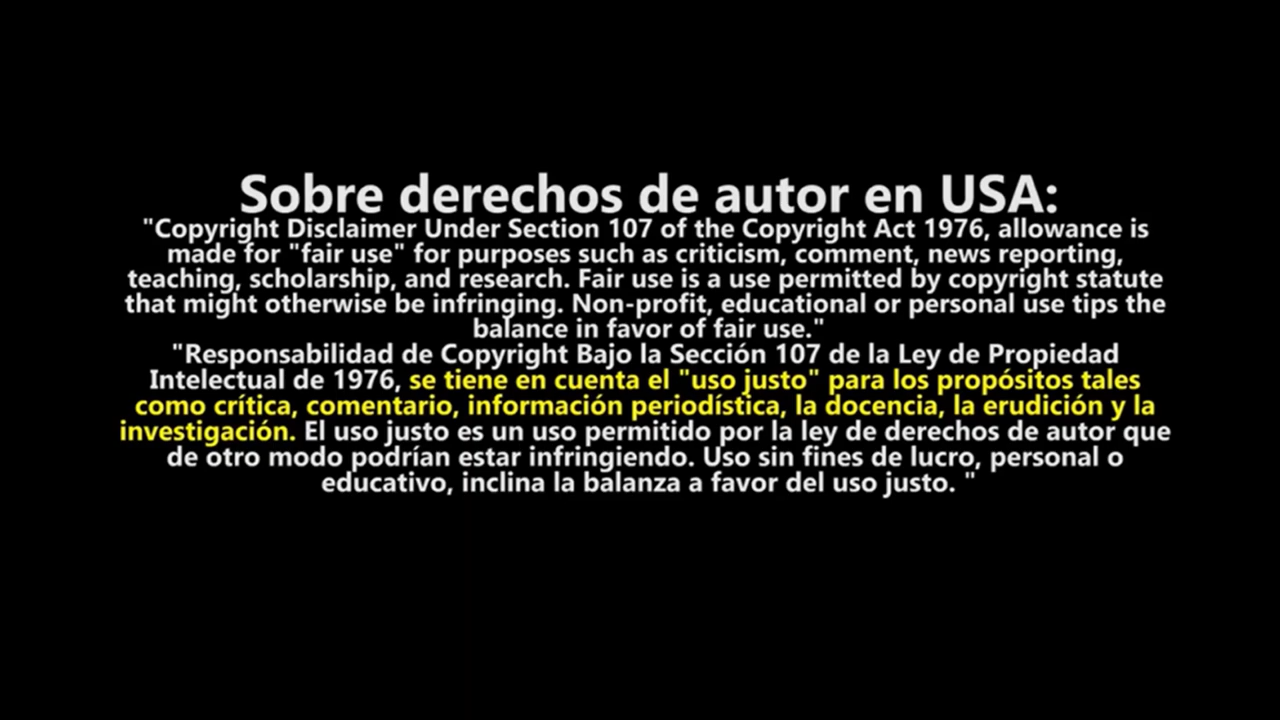 Sobre derechos de autor en USA:
"Copyright Disclaimer Under Section 107 of the Copyright Act 1976, allowance is
made for "fair use" for purposes such as criticism, comment, news reporting,
teaching, scholarship, and research. Fair use is a use permitted by copyright statute
that might otherwise be infringing. Non-profit, educational or personal use tips the
balance in favor of fair use."
"Responsabilidad de Copyright Bajo la Sección 107 de la Ley de Propiedad
Intelectual de 1976, se tiene en cuenta el "uso justo" para los propósitos tales
como crítica, comentario, información periodística, la docencia, la erudición y la
investigación. El uso justo es un uso permitido por la ley de derechos de autor que
de otro modo podrían estar infringiendo. Uso sin fines de lucro, personal o
educativo, inclina la balanza a favor del uso justo. "